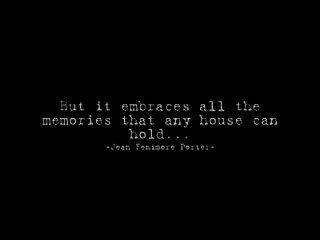 But it embraces all the
memories that any house can
hold...
-Jean Fenimore Porter-